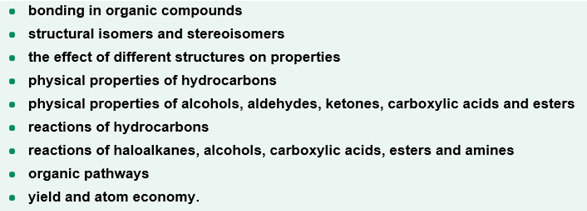 bonding in organic compounds
structural isomers and stereoisomers
the effect of different structures on properties
physical properties of hydrocarbons
physical properties of alcohols, aldehydes, ketones, carboxylic acids and esters
reactions of hydrocarbons
reactions of haloalkanes, alcohols, carboxylic acids, esters and amines
organic pathways
yield and atom economy.